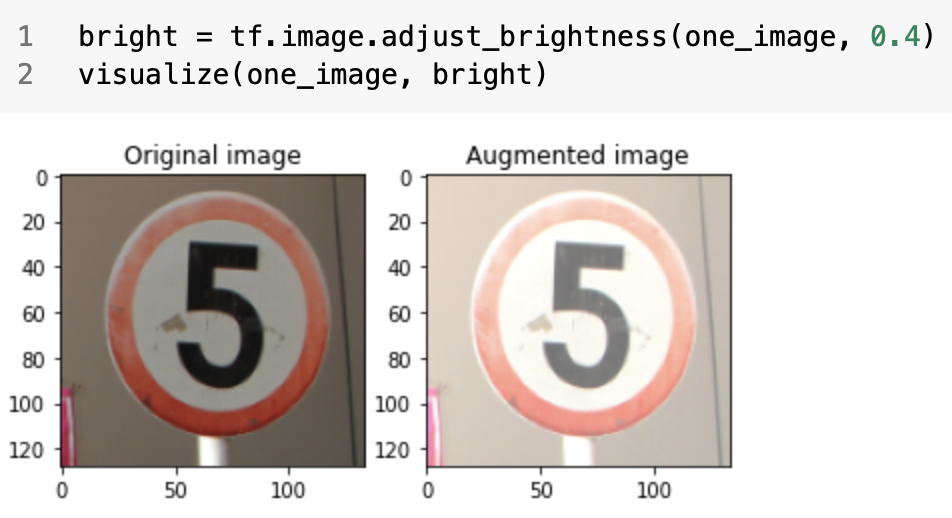 1 bright = tf.image.adjust_brightness(one_image, 0.4)
2 visualize(one_image, bright)
Original image Augmented image
0 0
20 20
40 40
60 60
80 80
100 100
120 120
5 5
0 50 100 0 50 100